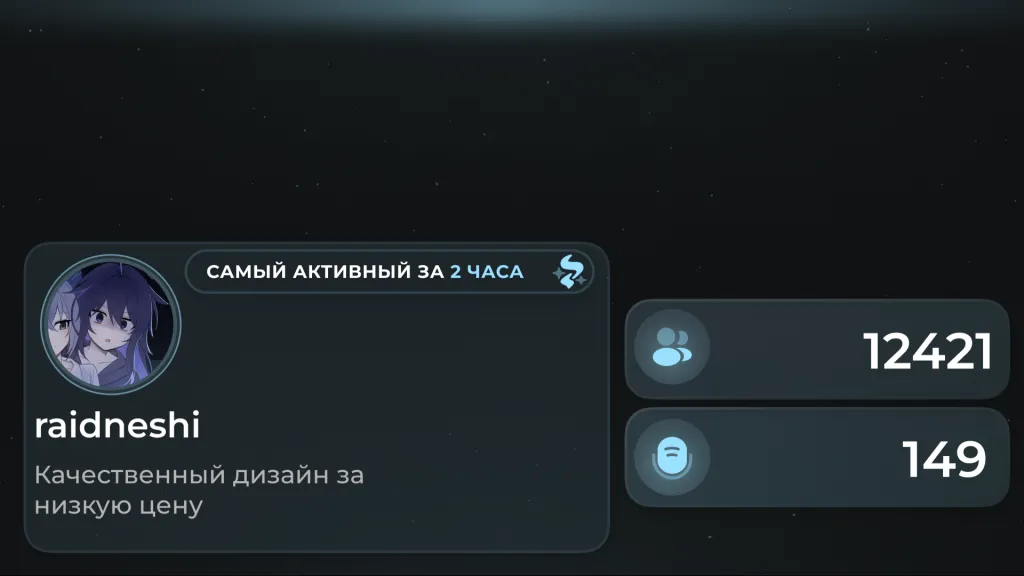 САМЫЙ АКТИВНЫЙ ЗА 2 ЧАСА
raidneshi
Качественный дизайн за
низкую цену
12421
149